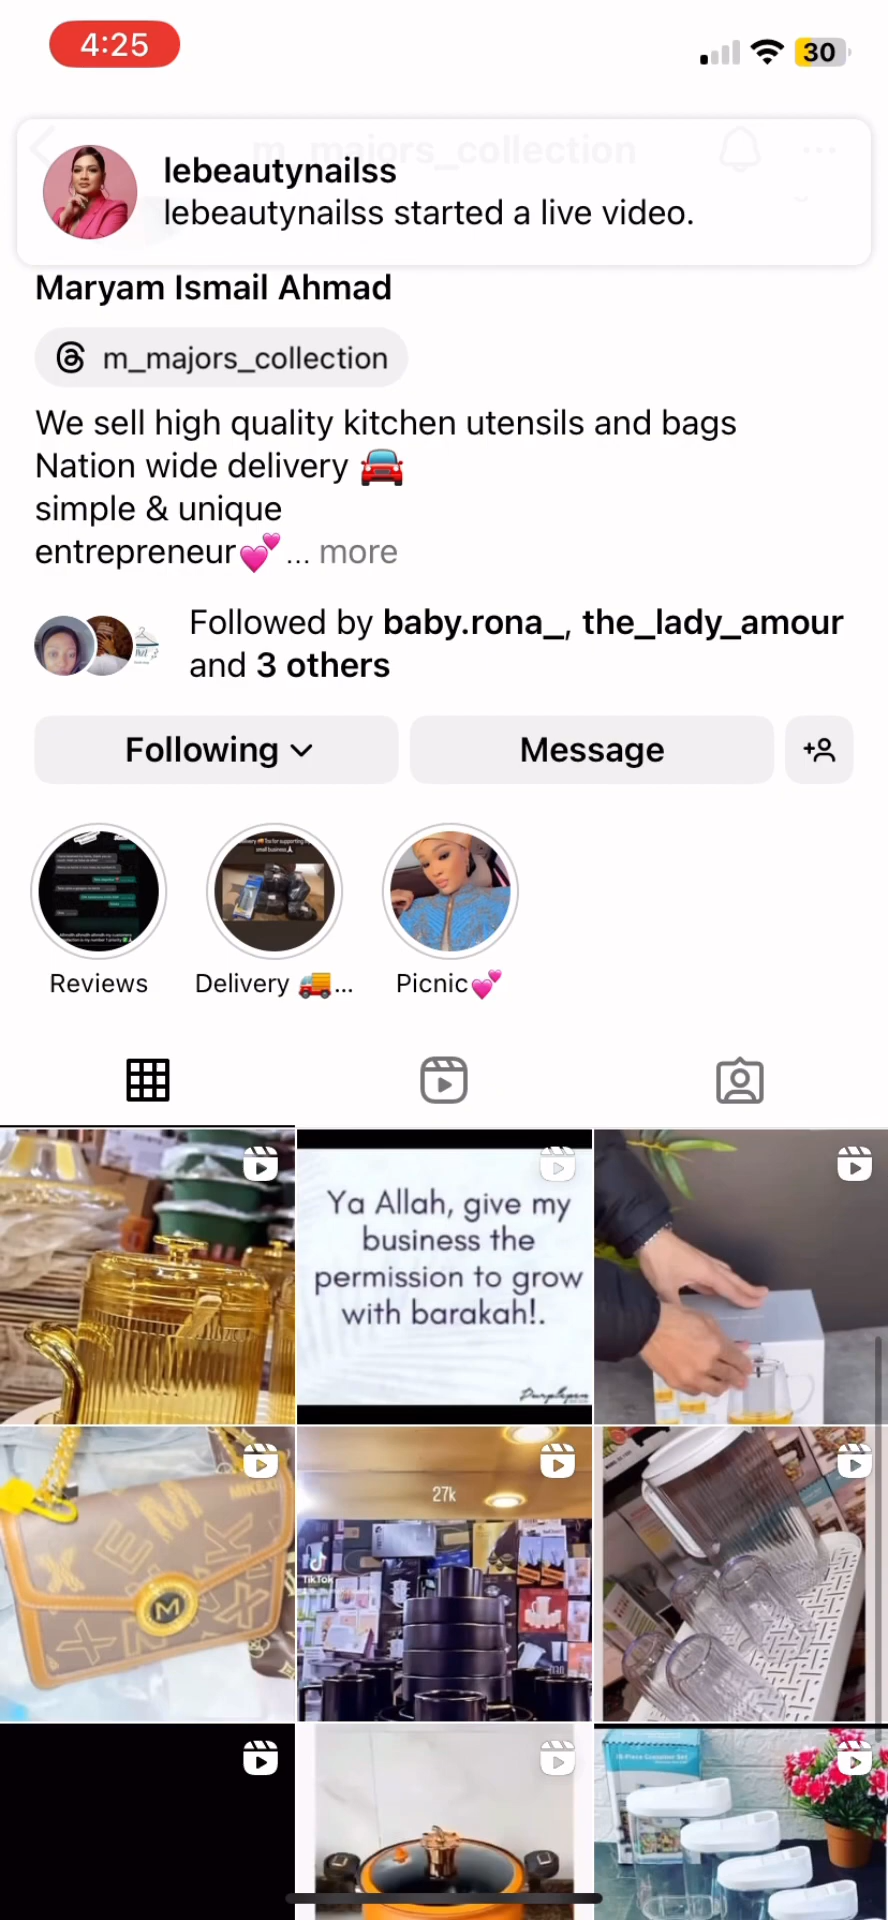 4:25
30
m_majors_collection
lebeautynailss
lebeautynailss started a live video.
Maryam Ismail Ahmad
m_majors_collection
We sell high quality kitchen utensils and bags
Nation wide delivery 🚘
simple & unique
entrepreneur💕... more
Followed by baby.rona_, the_lady_amour
and 3 others
Following
Message
Reviews
Delivery 🚚...
Picnic💕
Ya Allah, give my
business the
permission to grow
with barakah!.
27k
TikTok
M